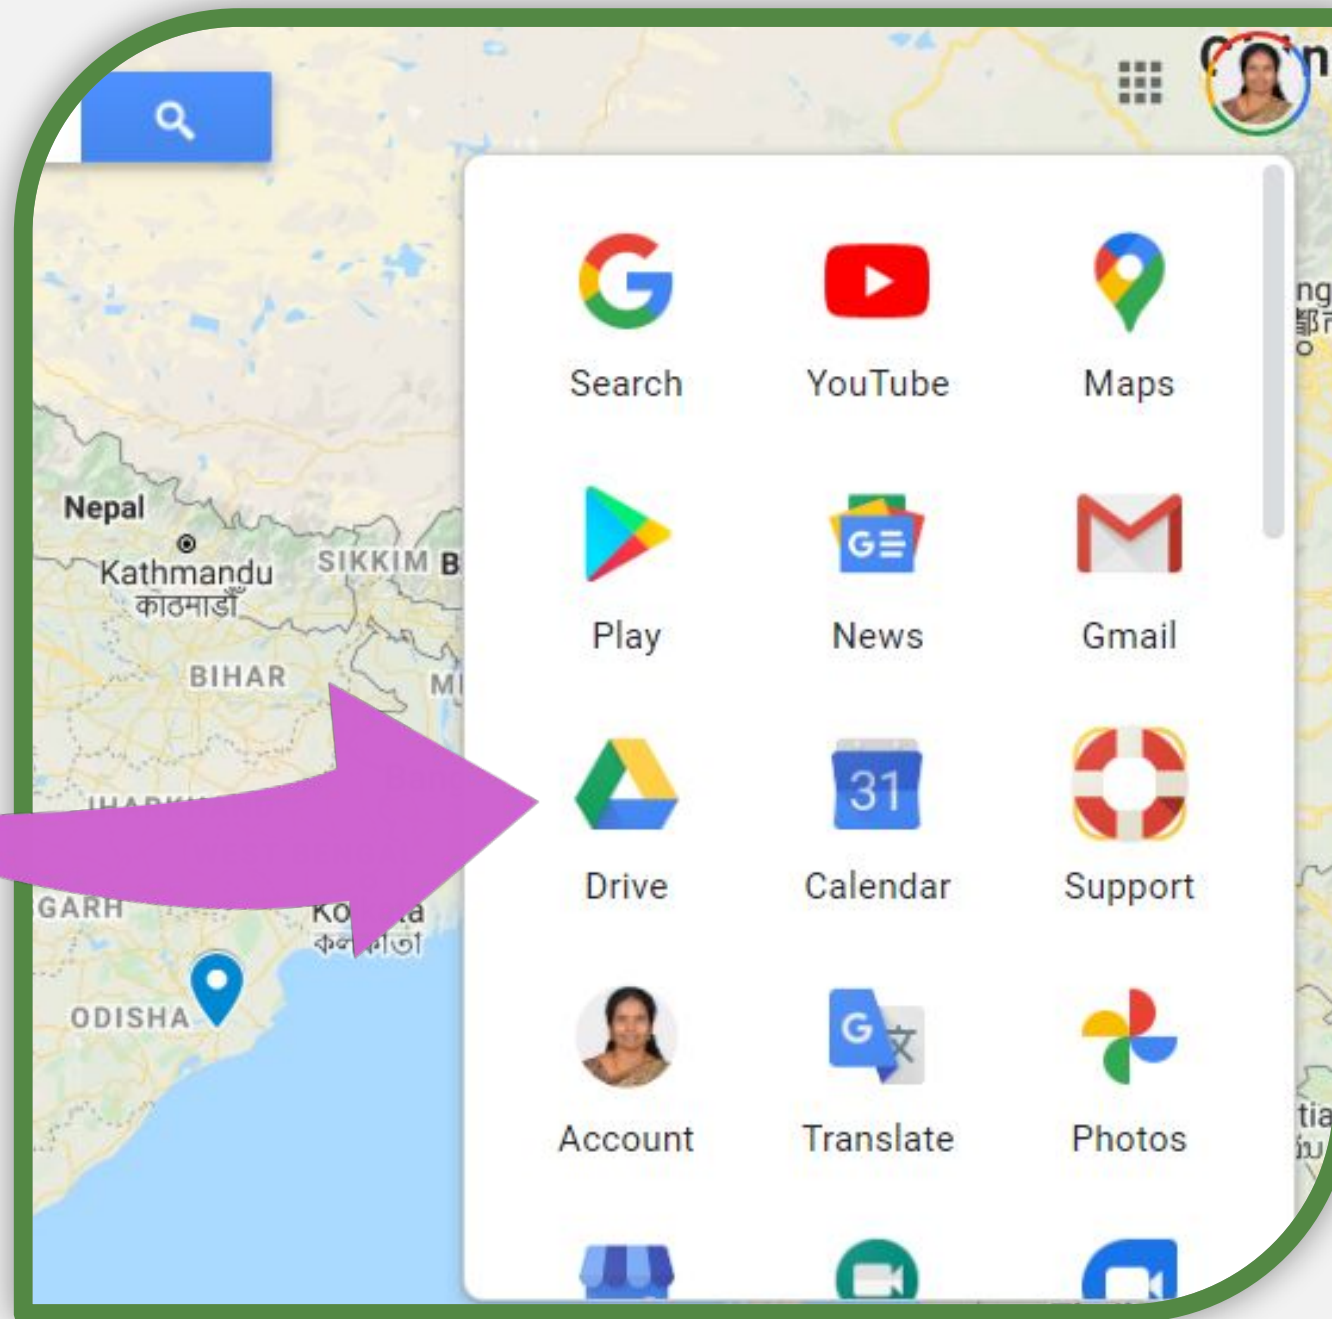 Search YouTube Maps
Play News Gmail
31
Drive Calendar Support
Account Translate Photos
Nepal
Kathmandu
काठमाडौँ
SIKKIM
BIHAR
GARH
কলকাতা
ODISHA